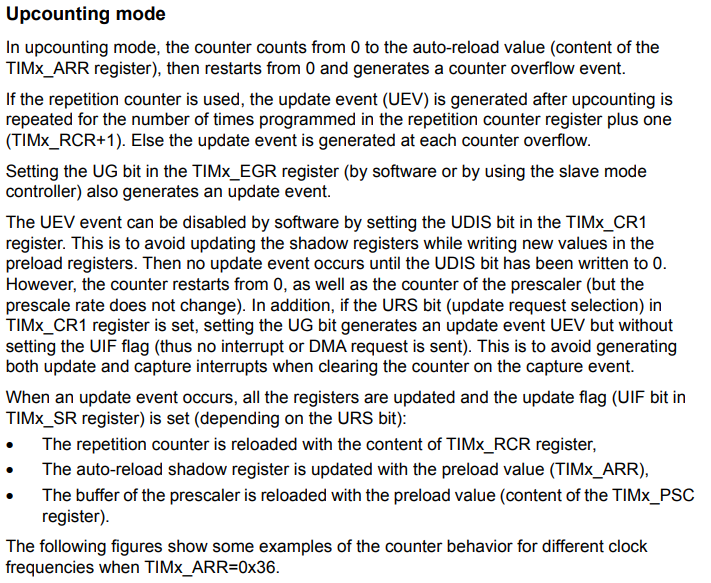 Upcounting mode
In upcounting mode, the counter counts from 0 to the auto-reload value (content of the
TIMx_ARR register), then restarts from 0 and generates a counter overflow event.
If the repetition counter is used, the update event (UEV) is generated after upcounting is
repeated for the number of times programmed in the repetition counter register plus one
(TIMx_RCR+1). Else the update event is generated at each counter overflow.
Setting the UG bit in the TIMx_EGR register (by software or by using the slave mode
controller) also generates an update event.
The UEV event can be disabled by software by setting the UDIS bit in the TIMx_CR1
register. This is to avoid updating the shadow registers while writing new values in the
preload registers. Then no update event occurs until the UDIS bit has been written to 0.
However, the counter restarts from 0, as well as the counter of the prescaler (but the
prescale rate does not change). In addition, if the URS bit (update request selection) in
TIMx_CR1 register is set, setting the UG bit generates an update event UEV but without
setting the UIF flag (thus no interrupt or DMA request is sent). This is to avoid generating
both update and capture interrupts when clearing the counter on the capture event.
When an update event occurs, all the registers are updated and the update flag (UIF bit in
TIMx_SR register) is set (depending on the URS bit):
• The repetition counter is reloaded with the content of TIMx_RCR register,
• The auto-reload shadow register is updated with the preload value (TIMx_ARR),
• The buffer of the prescaler is reloaded with the preload value (content of the TIMx_PSC
register).
The following figures show some examples of the counter behavior for different clock
frequencies when TIMx_ARR=0x36.